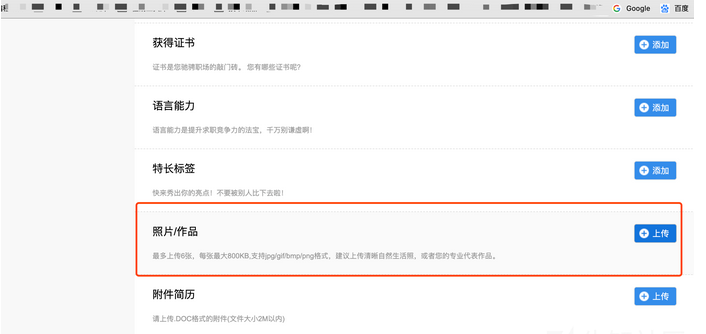 Google 百度
获得证书
添加
证书是您驰骋职场的敲门砖。 您有哪些证书呢?
语言能力
添加
语言能力是提升求职竞争力的法宝，千万别谦虚啊！
特长标签
添加
快来秀出你的亮点！不要被别人比下去啦！
照片/作品
上传
最多上传6张，每张最大800KB,支持jpg/gif/bmp/png格式，建议上传清晰自然生活照，或者您的专业代表作品。
附件简历
上传
请上传.DOC格式的附件(文件大小2M以内)